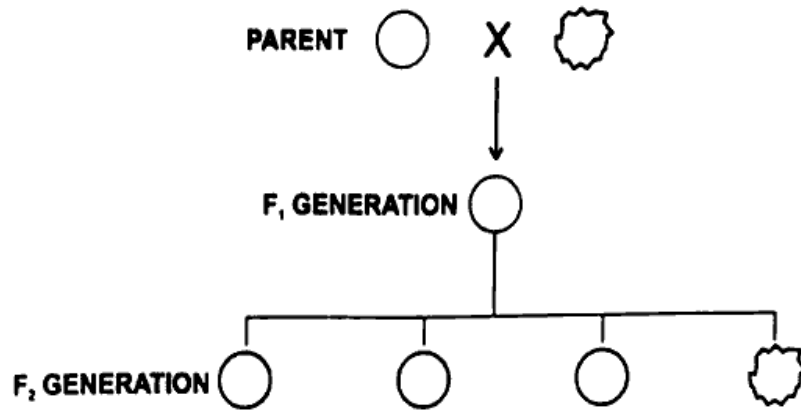 PARENT X
F₁ GENERATION
F₂ GENERATION